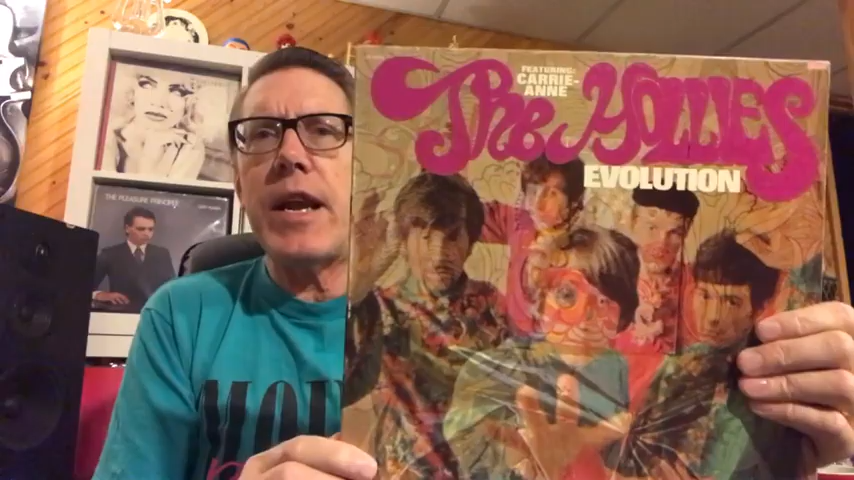 FEATURING:
CARRIE-
ANNE
The HOLLIES
EVOLUTION
THE PLEASURE PRINCIPLE